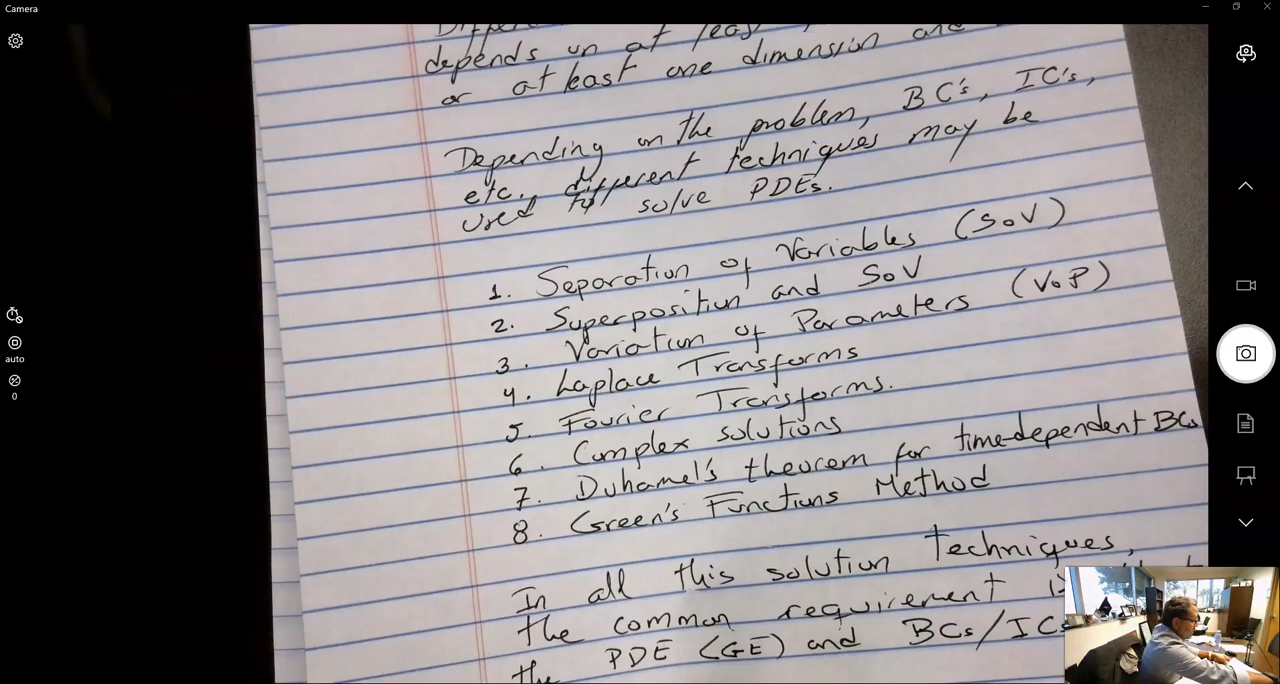 Camera
depends on at least
or at least one dimension and
Depending on the problem, BC's, IC's,
etc., different techniques may be
used to solve PDEs.
1. Separation of Variables (SoV)
2. Superposition and SoV
3. Variation of Parameters (VoP)
4. Laplace Transforms
5. Fourier Transforms.
6. Complex solutions
7. Duhamel's theorem for time-dependent BCs
8. Green's Functions Method
In all this solution techniques,
the common requirement
the PDE (GE) and BCs/ICs
auto
0